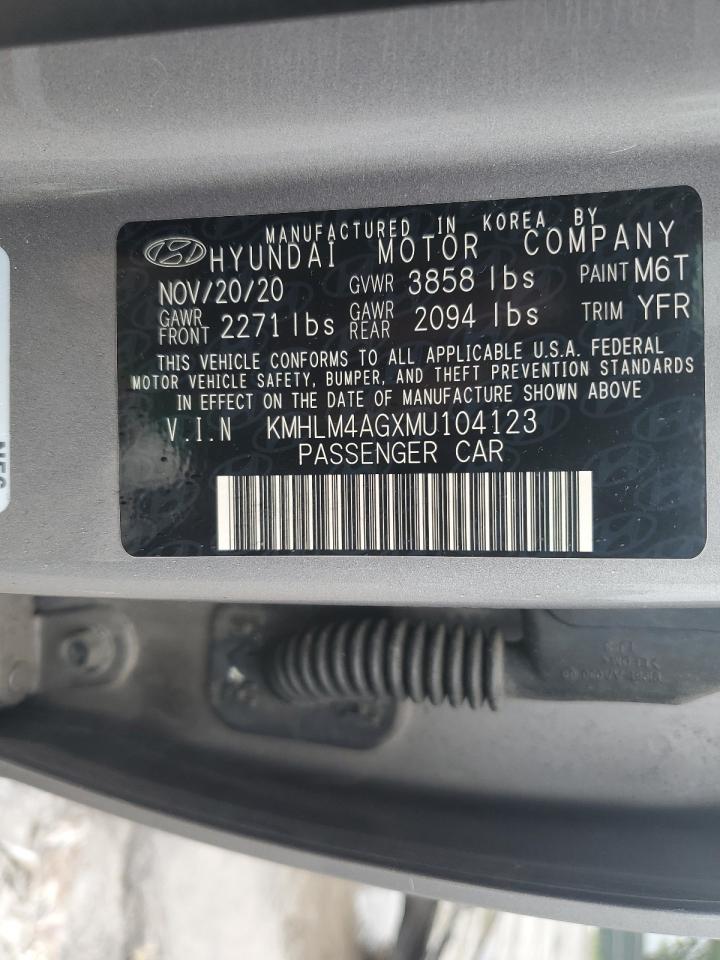 MANUFACTURED IN KOREA BY
HYUNDAI MOTOR COMPANY
NOV/20/20 GVWR 3858 lbs PAINT M6T
GAWR FRONT 2271 lbs GAWR REAR 2094 lbs TRIM YFR
THIS VEHICLE CONFORMS TO ALL APPLICABLE U.S.A. FEDERAL
MOTOR VEHICLE SAFETY, BUMPER, AND THEFT PREVENTION STANDARDS
IN EFFECT ON THE DATE OF MANUFACTURE SHOWN ABOVE
V.I.N KMHLM4AGXMU104123
PASSENGER CAR